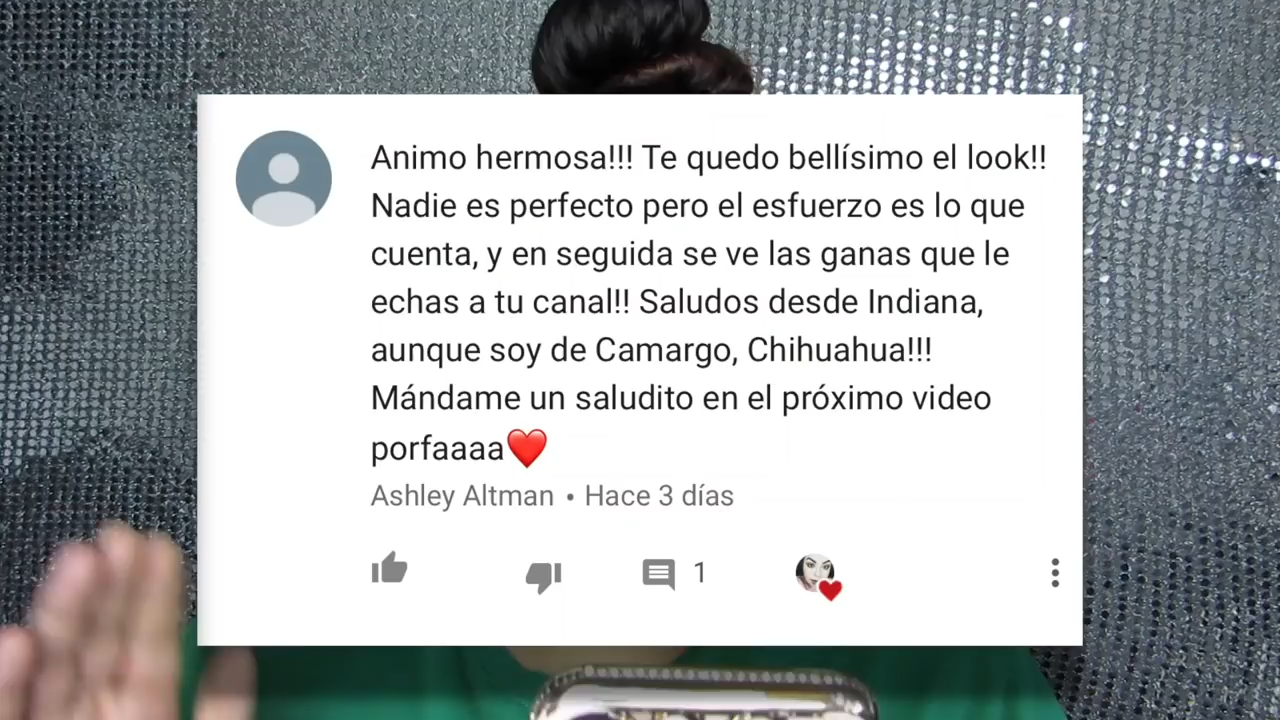 Animo hermosa!!! Te quedo bellísimo el look!!
Nadie es perfecto pero el esfuerzo es lo que
cuenta, y en seguida se ve las ganas que le
echas a tu canal!! Saludos desde Indiana,
aunque soy de Camargo, Chihuahua!!!
Mándame un saludito en el próximo video
porfaaaa❤️
Ashley Altman • Hace 3 días
1